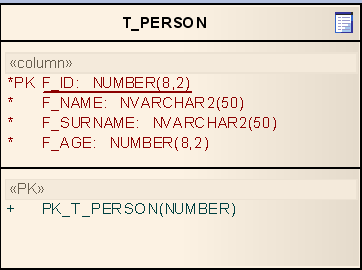 T_PERSON
«column»
*PK F_ID: NUMBER(8,2)
* F_NAME: NVARCHAR2(50)
* F_SURNAME: NVARCHAR2(50)
* F_AGE: NUMBER(8,2)
«PK»
+ PK_T_PERSON(NUMBER)